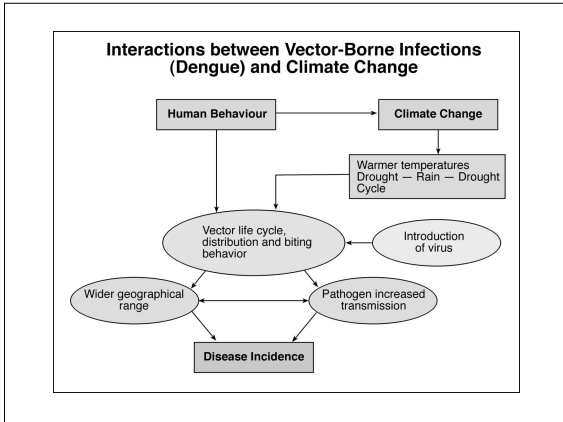 Interactions between Vector-Borne Infections
(Dengue) and Climate Change
Human Behaviour
Climate Change
Warmer temperatures
Drought — Rain — Drought
Cycle
Vector life cycle,
distribution and biting
behavior
Introduction
of virus
Wider geographical
range
Pathogen increased
transmission
Disease Incidence